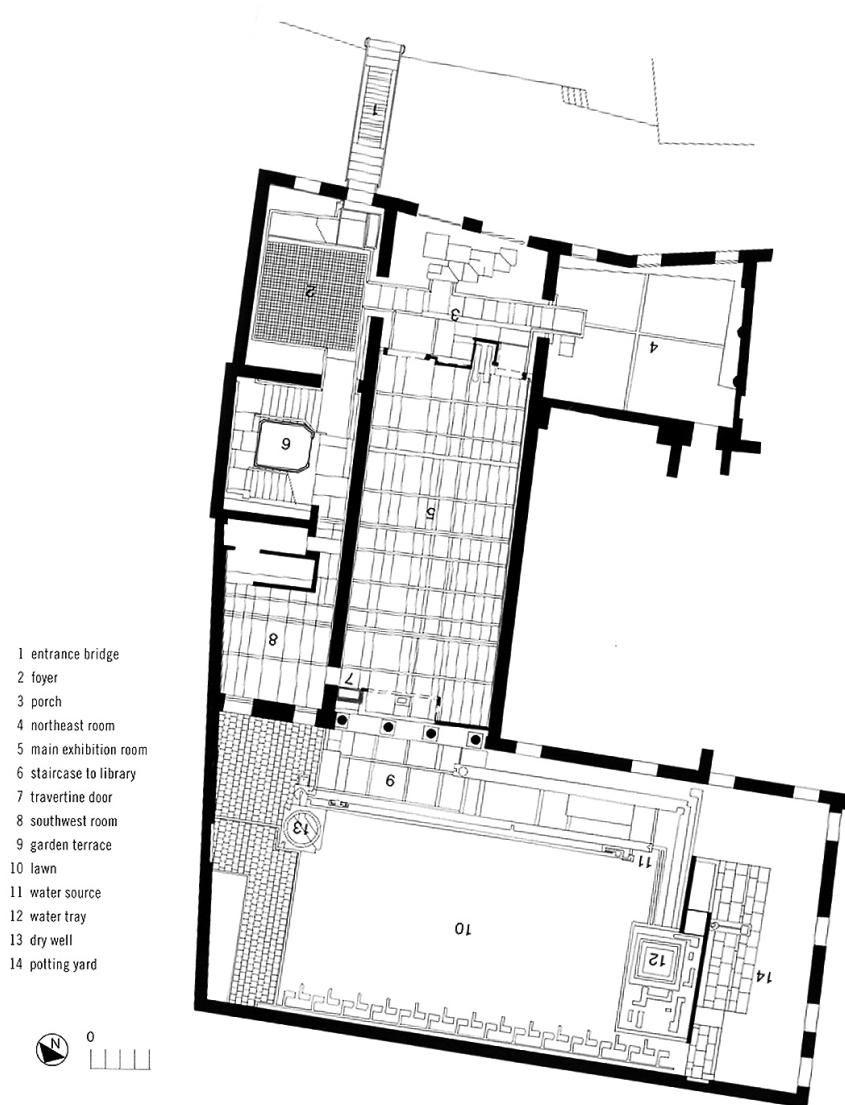 1
2
3
4
6
5
8
7
9
13
11
10
12
14
1 entrance bridge
2 foyer
3 porch
4 northeast room
5 main exhibition room
6 staircase to library
7 travertine door
8 southwest room
9 garden terrace
10 lawn
11 water source
12 water tray
13 dry well
14 potting yard
N
0